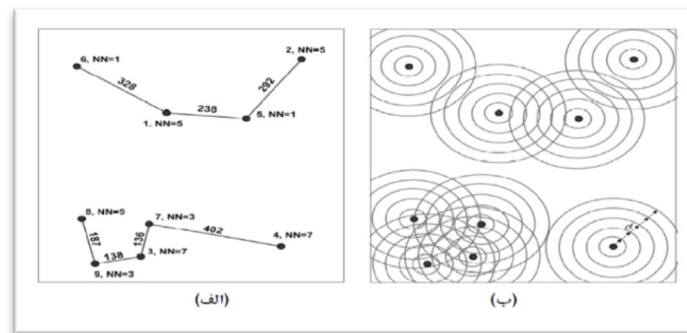 6, NN=1
2, NN=5
328
292
238
1, NN=5
5, NN=1
8, NN=9
7, NN=3
402
4, NN=7
187
136
138
3, NN=7
9, NN=3
d
(الف)
(ب)